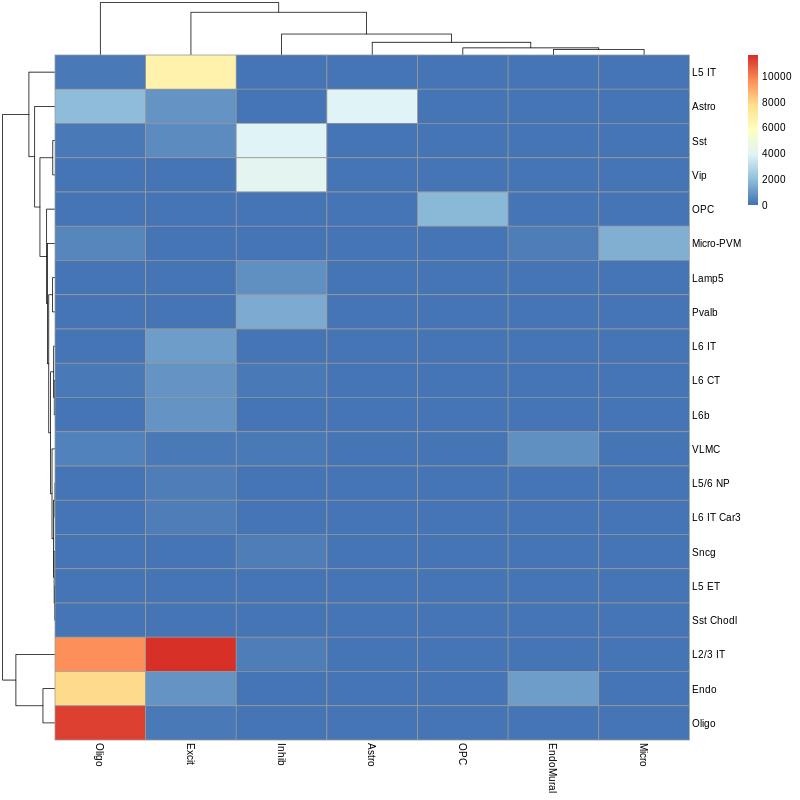 L5 IT
Astro
Sst
Vip
OPC
Micro-PVM
Lamp5
Pvalb
L6 IT
L6 CT
L6b
VLMC
L5/6 NP
L6 IT Car3
Sncg
L5 ET
Sst Chodl
L2/3 IT
Endo
Oligo
Oligo
Excit
Inhib
Astro
OPC
EndoMural
Micro
10000
8000
6000
4000
2000
0